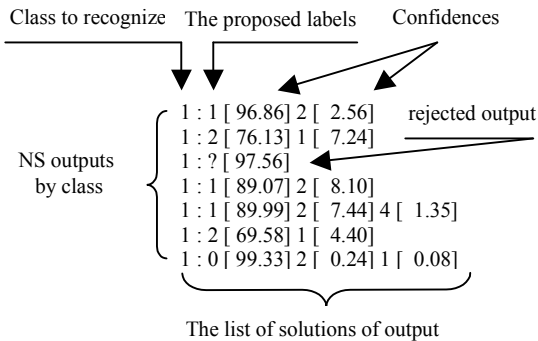 Class to recognize The proposed labels Confidences
1 : 1 [ 96.86] 2 [ 2.56]
1 : 2 [ 76.13] 1 [ 7.24]
rejected output
1 : ? [ 97.56]
NS outputs
by class
1 : 1 [ 89.07] 2 [ 8.10]
1 : 1 [ 89.99] 2 [ 7.44] 4 [ 1.35]
1 : 2 [ 69.58] 1 [ 4.40]
1 : 0 [ 99.33] 2 [ 0.24] 1 [ 0.08]
The list of solutions of output